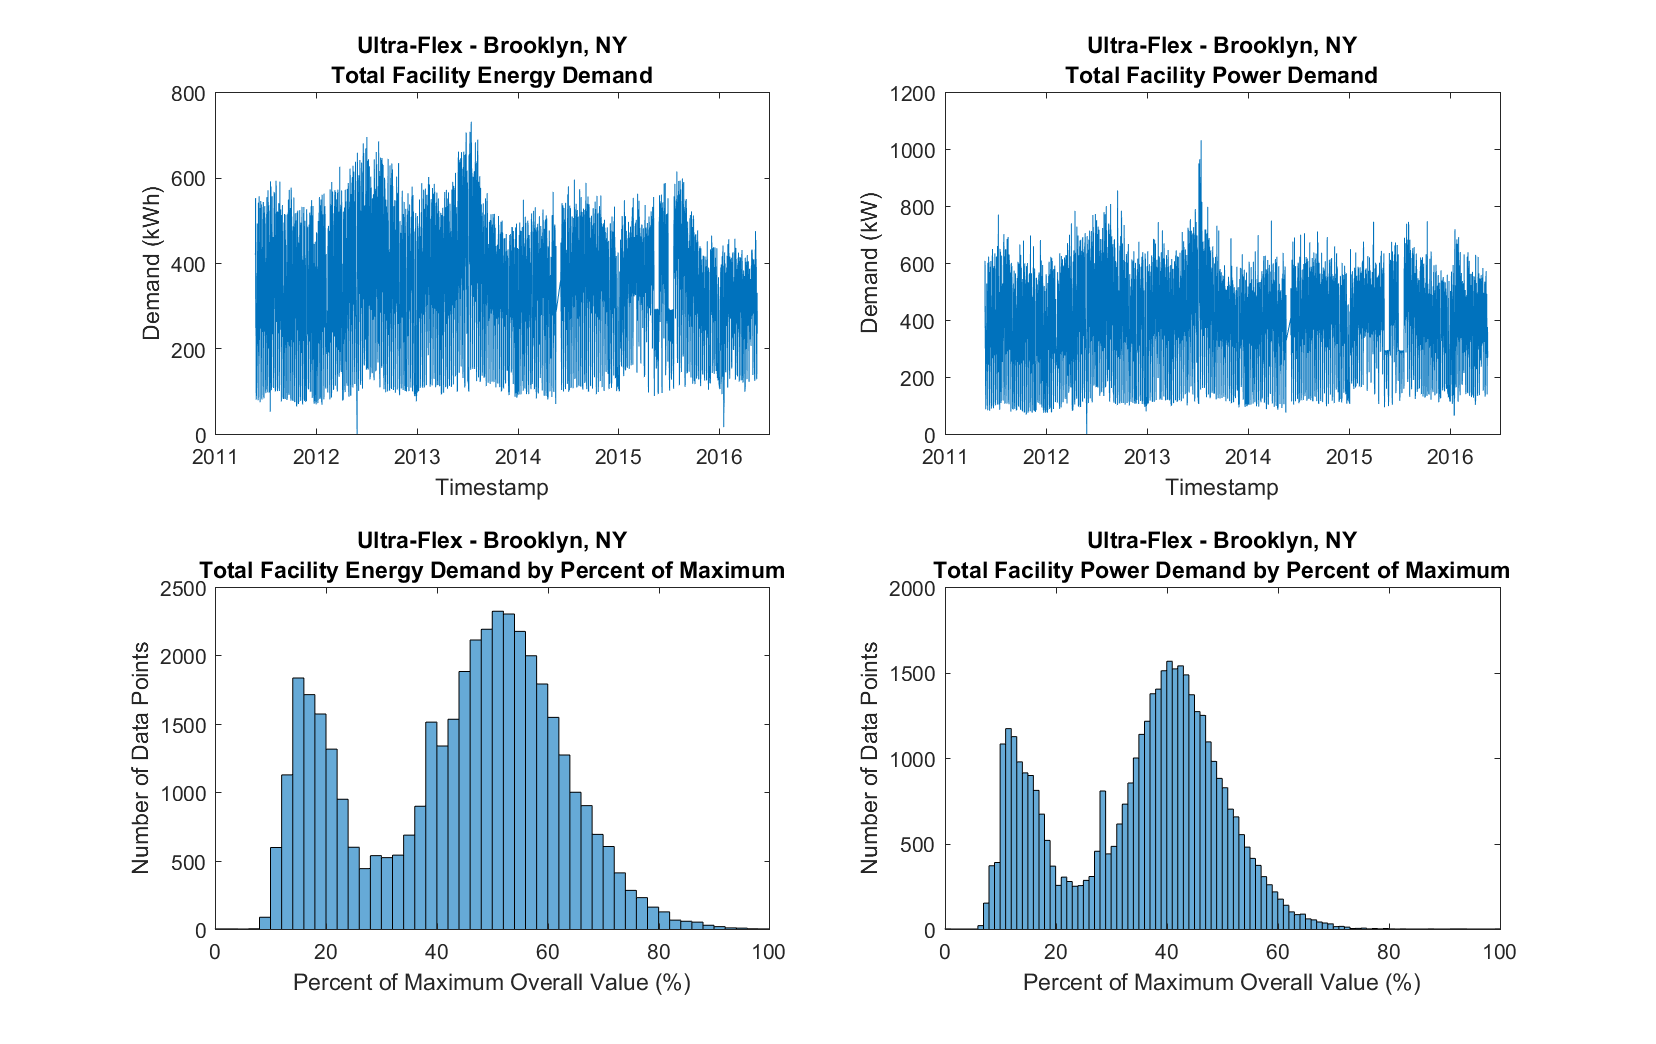 Ultra-Flex - Brooklyn, NY
Total Facility Energy Demand
800
600
400
200
0
Demand (kWh)
2011 2012 2013 2014 2015 2016
Timestamp
Ultra-Flex - Brooklyn, NY
Total Facility Power Demand
1200
1000
800
600
400
200
0
Demand (kW)
2011 2012 2013 2014 2015 2016
Timestamp
Ultra-Flex - Brooklyn, NY
Total Facility Energy Demand by Percent of Maximum
2500
2000
1500
1000
500
0
Number of Data Points
0 20 40 60 80 100
Percent of Maximum Overall Value (%)
Ultra-Flex - Brooklyn, NY
Total Facility Power Demand by Percent of Maximum
2000
1500
1000
500
0
Number of Data Points
0 20 40 60 80 100
Percent of Maximum Overall Value (%)